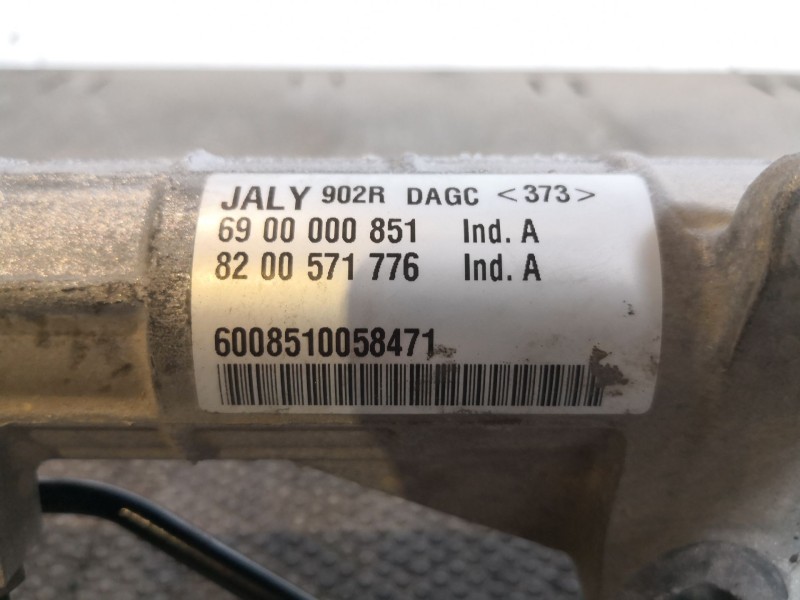 JALY 902R DAGC <373>
69 00 000 851 Ind. A
82 00 571 776 Ind. A
6008510058471